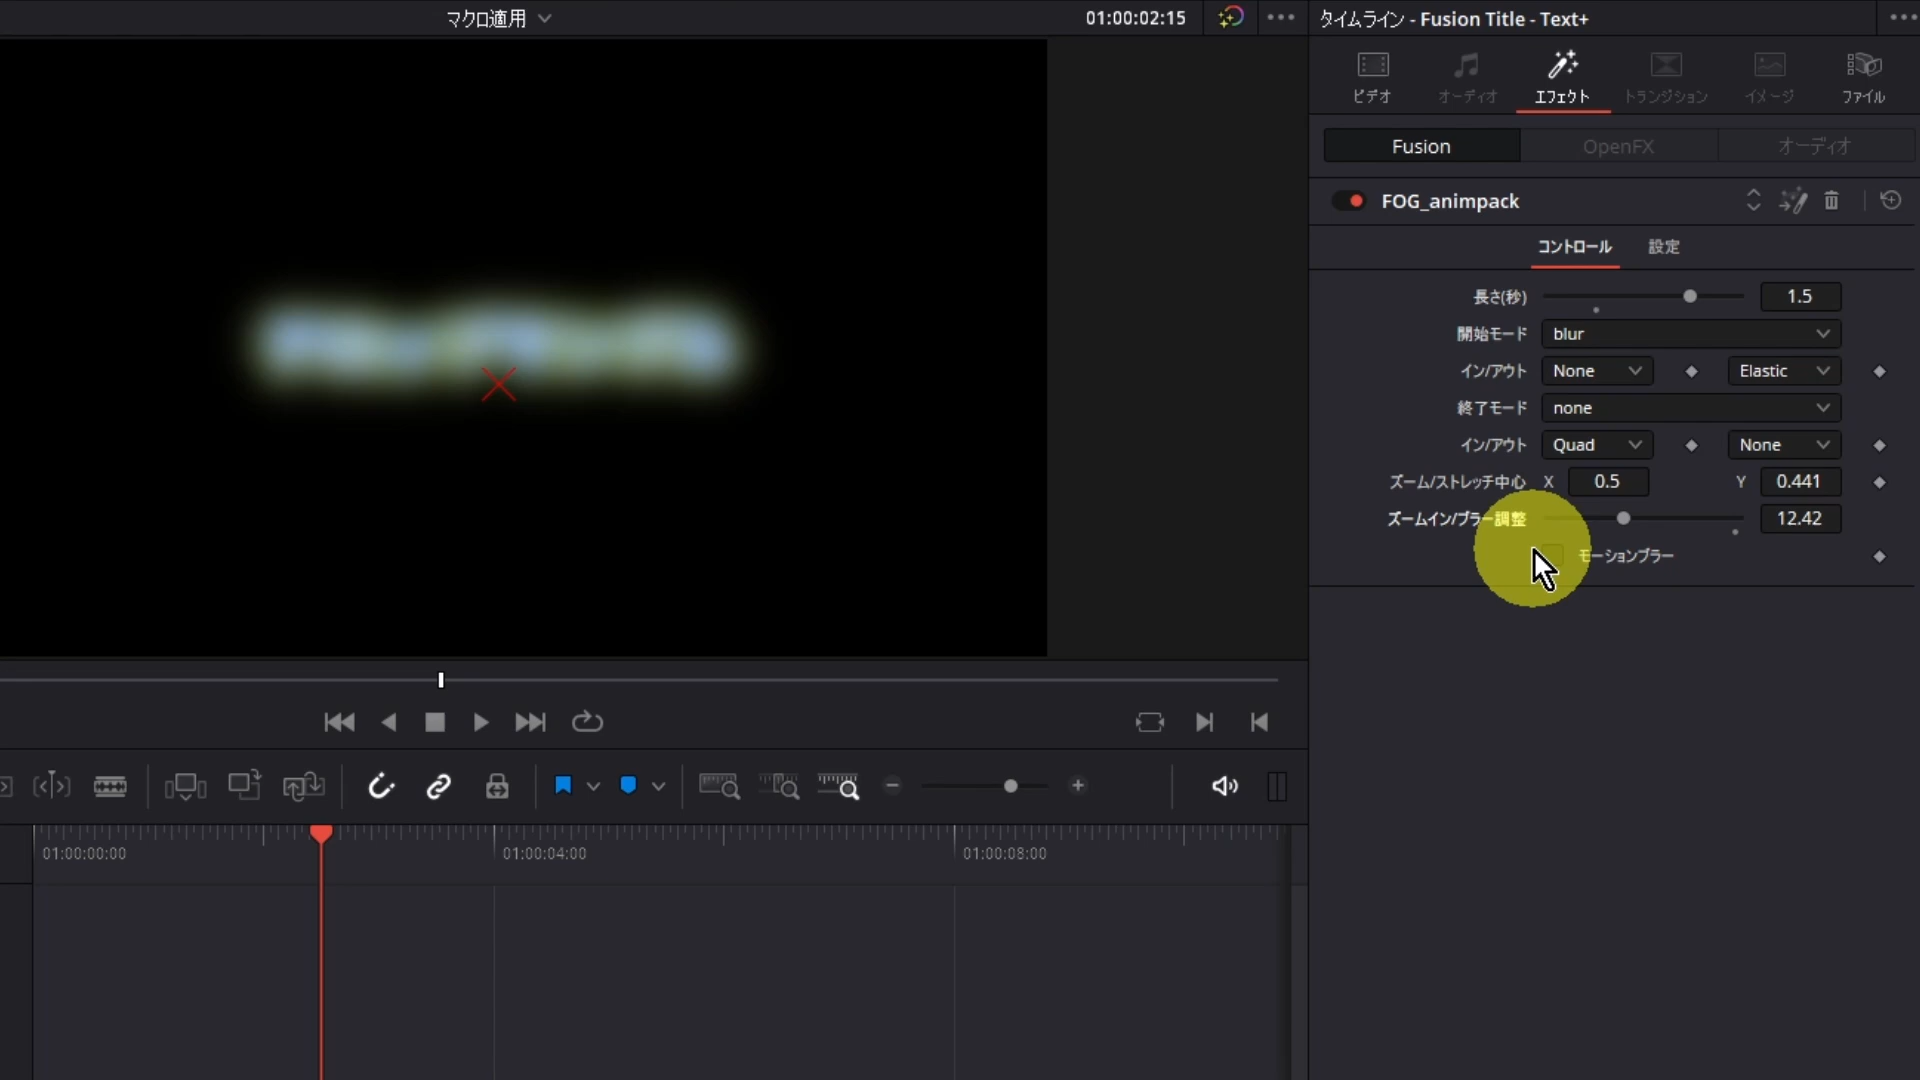 マクロ適用
01:00:02:15
タイムライン - Fusion Title - Text+
ビデオ オーディオ エフェクト トランジション イメージ ファイル
Fusion OpenFX オーディオ
FOG_animpack
コントロール 設定
長さ(秒) 1.5
開始モード blur
イン/アウト None Elastic
終了モード none
イン/アウト Quad None
ズーム/ストレッチ中心 X 0.5 Y 0.441
ズームイン/ブラー調整 12.42
モーションブラー
01:00:00:00 01:00:04:00 01:00:08:00